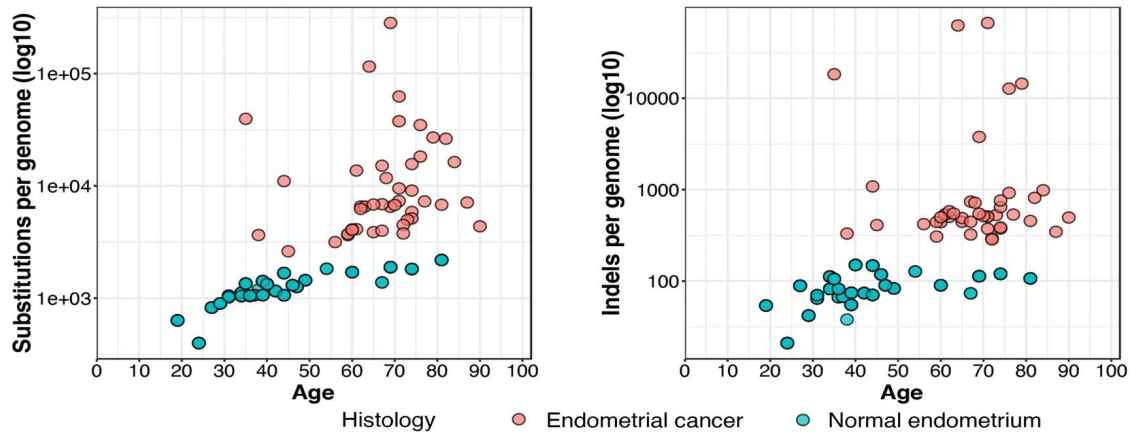 Substitutions per genome (log10)
1e+05
1e+04
1e+03
0 10 20 30 40 50 60 70 80 90 100
Age
Indels per genome (log10)
10000
1000
100
0 10 20 30 40 50 60 70 80 90 100
Age
Histology Endometrial cancer Normal endometrium